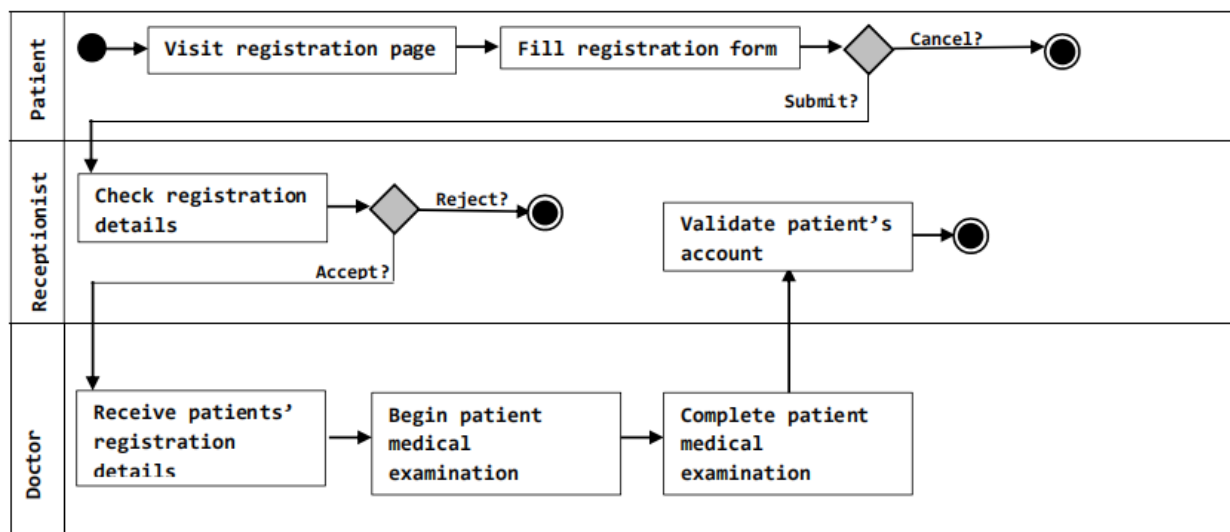 Patient
Visit registration page
Fill registration form
Cancel?
Submit?
Receptionist
Check registration
details
Reject?
Accept?
Validate patient’s
account
Doctor
Receive patients’
registration
details
Begin patient
medical
examination
Complete patient
medical
examination